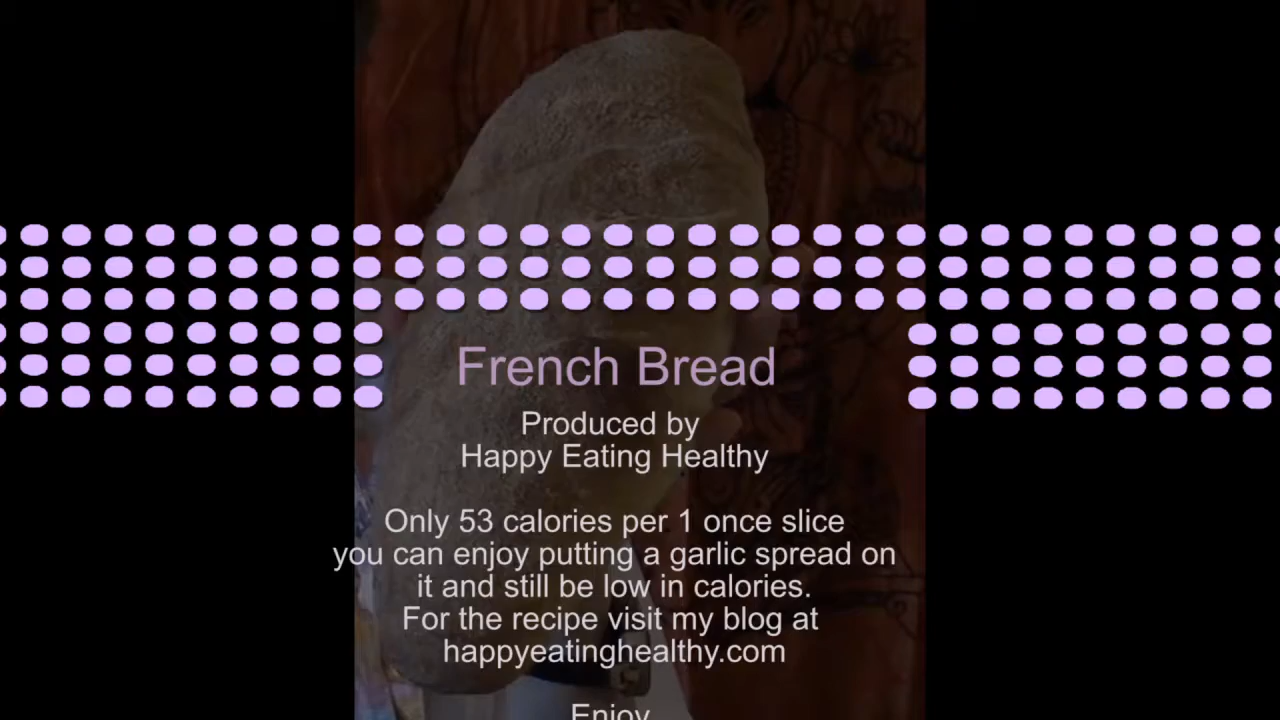 French Bread
Produced by
Happy Eating Healthy
Only 53 calories per 1 once slice
you can enjoy putting a garlic spread on
it and still be low in calories.
For the recipe visit my blog at
happyeatinghealthy.com
Enjoy